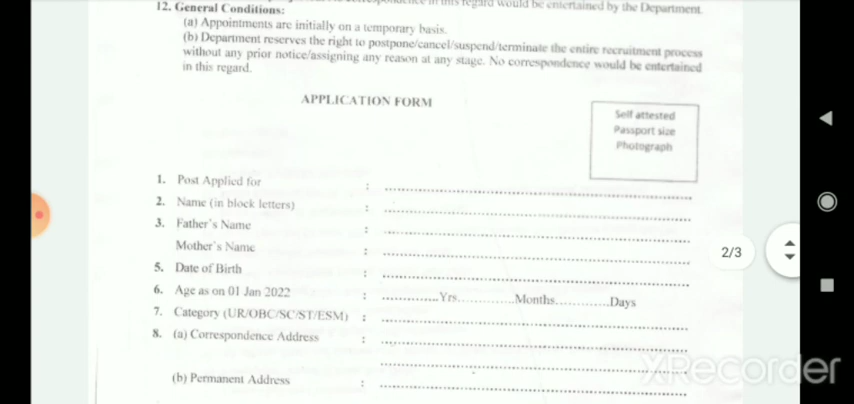 in this regard would be entertained by the Department.
12. General Conditions:
(a) Appointments are initially on a temporary basis.
(b) Department reserves the right to postpone/cancel/suspend/terminate the entire recruitment process
without any prior notice/assigning any reason at any stage. No correspondence would be entertained
in this regard.
APPLICATION FORM
Self attested
Passport size
Photograph
1. Post Applied for :
2. Name (in block letters) :
3. Father's Name :
Mother's Name :
2/3
5. Date of Birth :
6. Age as on 01 Jan 2022 : .............Yrs.............Months............Days
7. Category (UR/OBC/SC/ST/ESM) :
8. (a) Correspondence Address :
XRecorder
(b) Permanent Address :